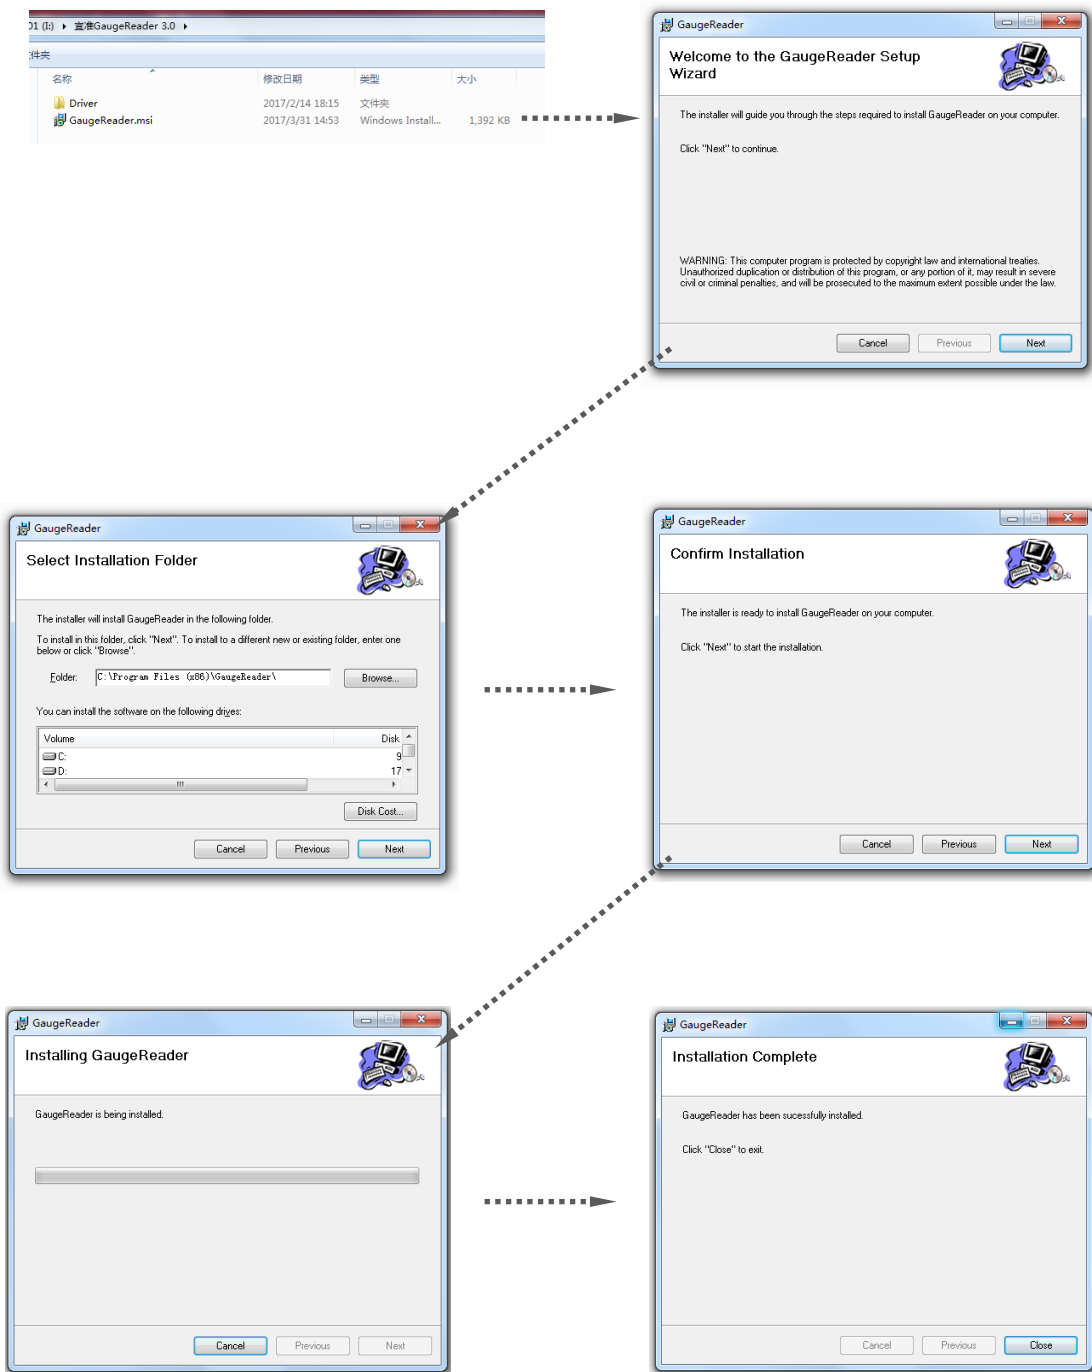 01 (I:) ▸ 宣准GaugeReader 3.0 ▸
文件夹
名称 修改日期 类型 大小
Driver 2017/2/14 18:15 文件夹
GaugeReader.msi 2017/3/31 14:53 Windows Install... 1,392 KB
GaugeReader
Welcome to the GaugeReader Setup
Wizard
The installer will guide you through the steps required to install GaugeReader on your computer.
Click "Next" to continue.
WARNING: This computer program is protected by copyright law and international treaties.
Unauthorized duplication or distribution of this program, or any portion of it, may result in severe
civil or criminal penalties, and will be prosecuted to the maximum extent possible under the law.
Cancel Previous Next
GaugeReader
Select Installation Folder
The installer will install GaugeReader in the following folder.
To install in this folder, click "Next". To install to a different new or existing folder, enter one
below or click "Browse".
Folder: C:\Program Files (x86)\GaugeReader\ Browse...
You can install the software on the following drives:
Volume Disk
C: 9
D: 17
Disk Cost...
Cancel Previous Next
GaugeReader
Confirm Installation
The installer is ready to install GaugeReader on your computer.
Click "Next" to start the installation.
Cancel Previous Next
GaugeReader
Installing GaugeReader
GaugeReader is being installed.
Cancel Previous Next
GaugeReader
Installation Complete
GaugeReader has been sucessfully installed.
Click "Close" to exit.
Cancel Previous Close